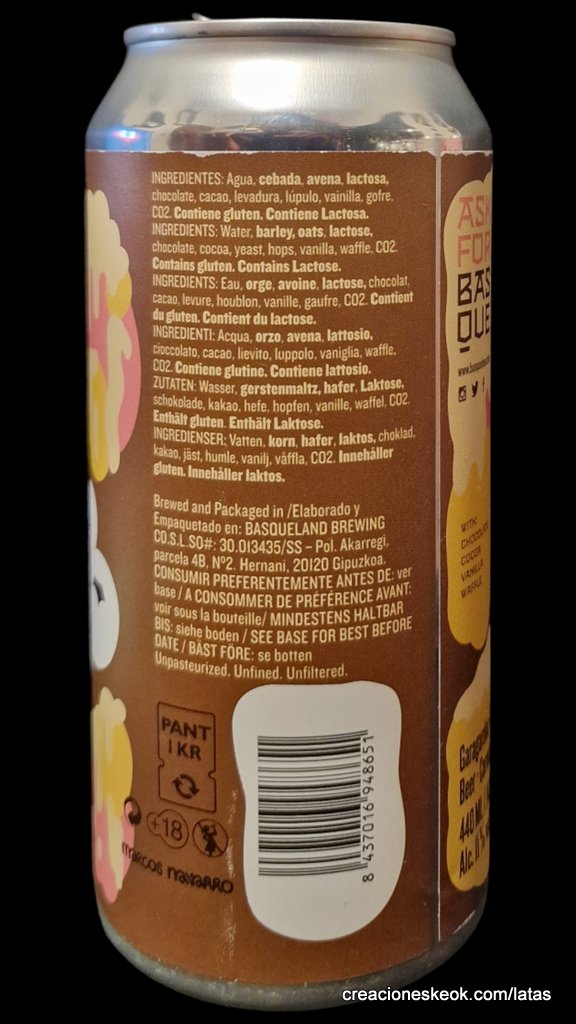 INGREDIENTES: Agua, cebada, avena, lactosa,
chocolate, cacao, levadura, lúpulo, vainilla, gofre,
CO2. Contiene gluten. Contiene Lactosa.
INGREDIENTS: Water, barley, oats, lactose,
chocolate, cocoa, yeast, hops, vanilla, waffle, CO2.
Contains gluten. Contains Lactose.
INGREDIENTS: Eau, orge, avoine, lactose, chocolat,
cacao, levure, houblon, vanille, gaufre, CO2. Contient
du gluten. Contient du lactose.
INGREDIENTI: Acqua, orzo, avena, lattosio,
cioccolato, cacao, lievito, luppolo, vaniglia, waffle,
CO2. Contiene glutine. Contiene lattosio.
ZUTATEN: Wasser, gerstenmaltz, hafer. Laktose,
schokolade, kakao, hefe, hopfen, vanille, waffel, CO2.
Enthält gluten. Enthält Laktose.
INGREDIENSER: Vatten, korn, hafer, laktos, choklad,
kakao, jäst, humle, vanilj, våffla, CO2. Innehåller
gluten. Innehåller laktos.
Brewed and Packaged in /Elaborado y
Empaquetado en: BASQUELAND BREWING
CO.S.L.SO#: 30.013435/SS – Pol. Akarregi,
parcela 4B, Nº2. Hernani, 20120 Gipuzkoa.
CONSUMIR PREFERENTEMENTE ANTES DE: ver
base / A CONSOMMER DE PRÉFÉRENCE AVANT:
voir sous la bouteille / MINDESTENS HALTBAR
BIS: siehe boden / SEE BASE FOR BEST BEFORE
DATE / BÄST FÖRE: se botten
Unpasteurized. Unfined. Unfiltered.
PANT
1 KR
+18
marcos navarro
8 437016 948651
ASK
FOR
BAS
QUE
WITH:
CHOCOLATE
COCOA
VANILLA
WAFFLE
Beer
440 ML
Alc. 11%
creacioneskeok.com/latas